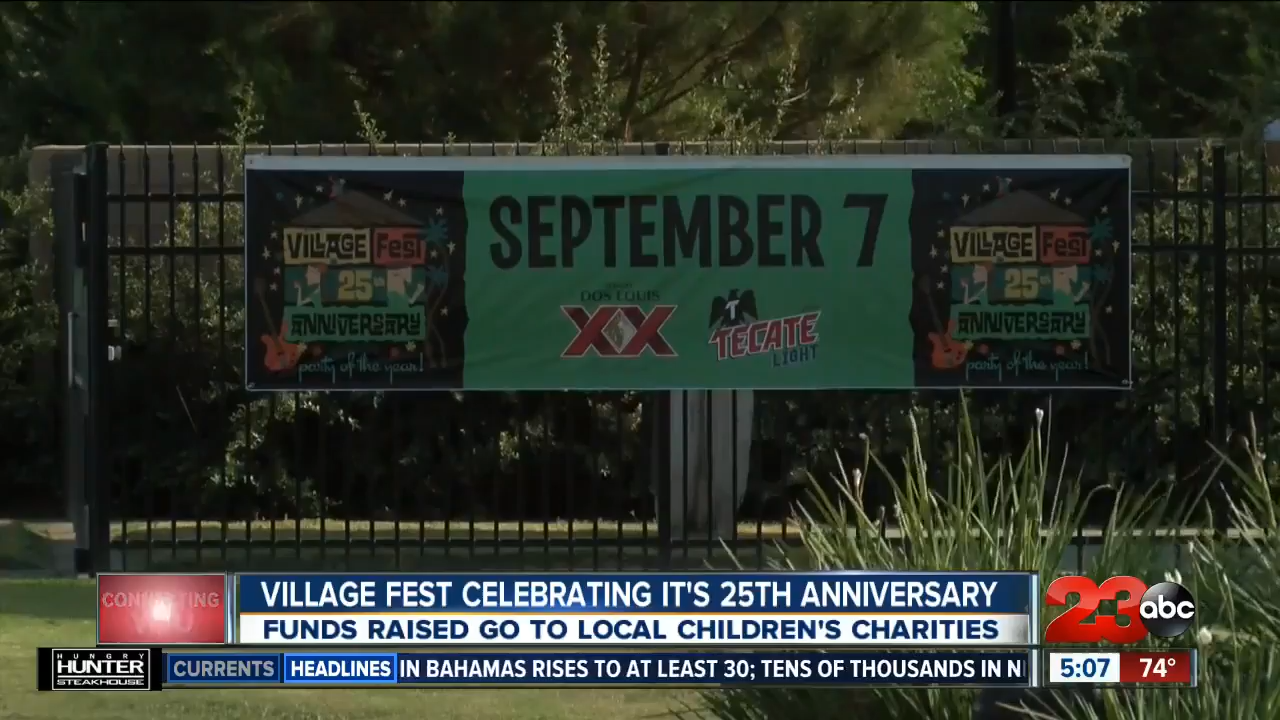 SEPTEMBER 7
VILLAGE FEST
25th
ANNIVERSARY
party of the year!
DOS EQUIS
XX
TECATE
LIGHT
VILLAGE FEST
25th
ANNIVERSARY
party of the year!
VILLAGE FEST CELEBRATING IT'S 25TH ANNIVERSARY
FUNDS RAISED GO TO LOCAL CHILDREN'S CHARITIES
23 abc
HUNGRY
HUNTER
STEAKHOUSE
CURRENTS HEADLINES IN BAHAMAS RISES TO AT LEAST 30; TENS OF THOUSANDS IN
5:07 74°